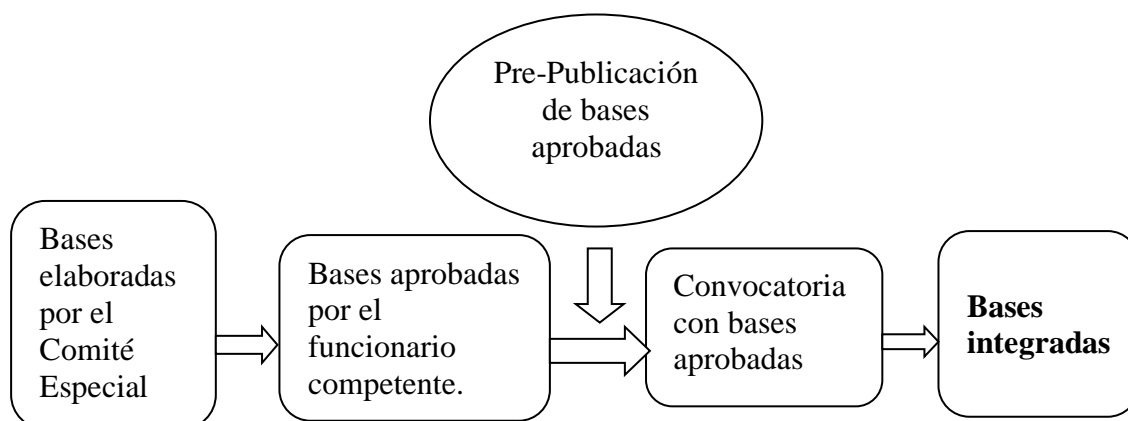 Pre-Publicación
de bases
aprobadas
Bases
elaboradas
por el
Comité
Especial
Bases aprobadas
por el
funcionario
competente.
Convocatoria
con bases
aprobadas
Bases
integradas